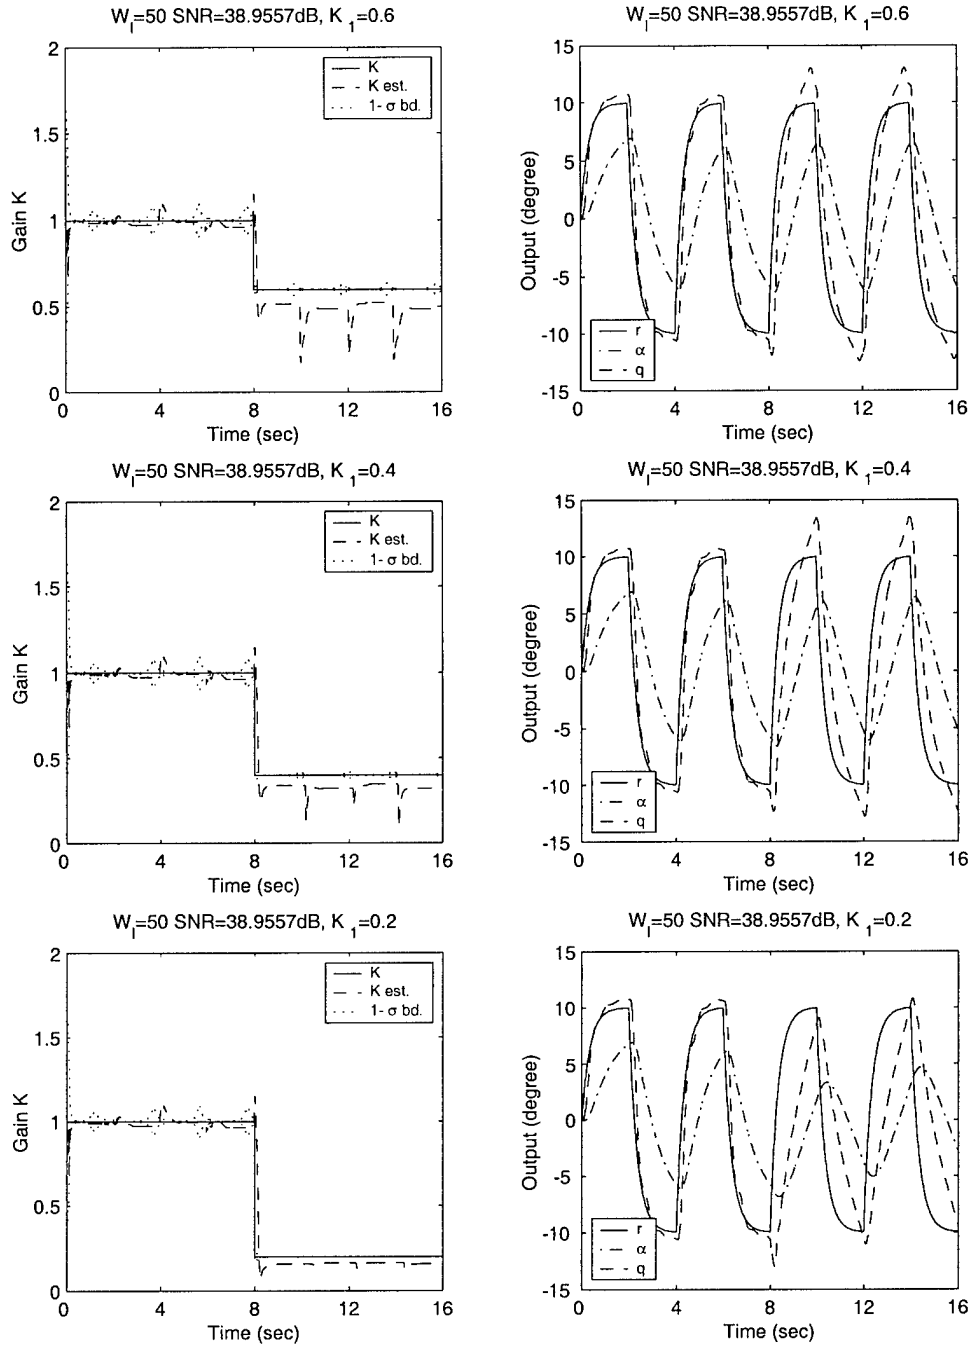 W_I=50 SNR=38.9557dB, K_1=0.6
2
1.5
1
0.5
0
Gain K
K
K est.
1- σ bd.
0 4 8 12 16
Time (sec)
W_I=50 SNR=38.9557dB, K_1=0.6
15
10
5
0
-5
-10
-15
Output (degree)
r
α
q
0 4 8 12 16
Time (sec)
W_I=50 SNR=38.9557dB, K_1=0.4
2
1.5
1
0.5
0
Gain K
K
K est.
1- σ bd.
0 4 8 12 16
Time (sec)
W_I=50 SNR=38.9557dB, K_1=0.4
15
10
5
0
-5
-10
-15
Output (degree)
r
α
q
0 4 8 12 16
Time (sec)
W_I=50 SNR=38.9557dB, K_1=0.2
2
1.5
1
0.5
0
Gain K
K
K est.
1- σ bd.
0 4 8 12 16
Time (sec)
W_I=50 SNR=38.9557dB, K_1=0.2
15
10
5
0
-5
-10
-15
Output (degree)
r
α
q
0 4 8 12 16
Time (sec)